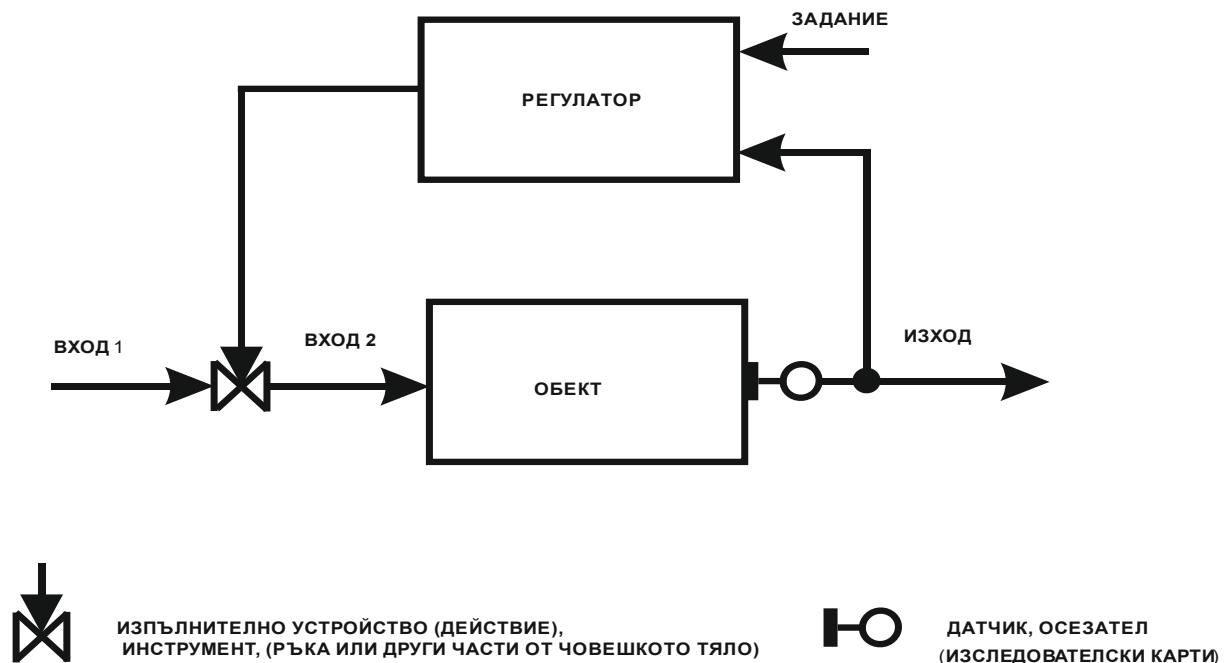 ЗАДАНИЕ
РЕГУЛАТОР
ВХОД 1
ВХОД 2
ОБЕКТ
ИЗХОД
ИЗПЪЛНИТЕЛНО УСТРОЙСТВО (ДЕЙСТВИЕ),
ИНСТРУМЕНТ, (РЪКА ИЛИ ДРУГИ ЧАСТИ ОТ ЧОВЕШКОТО ТЯЛО)
ДАТЧИК, ОСЕЗАТЕЛ
(ИЗСЛЕДОВАТЕЛСКИ КАРТИ)